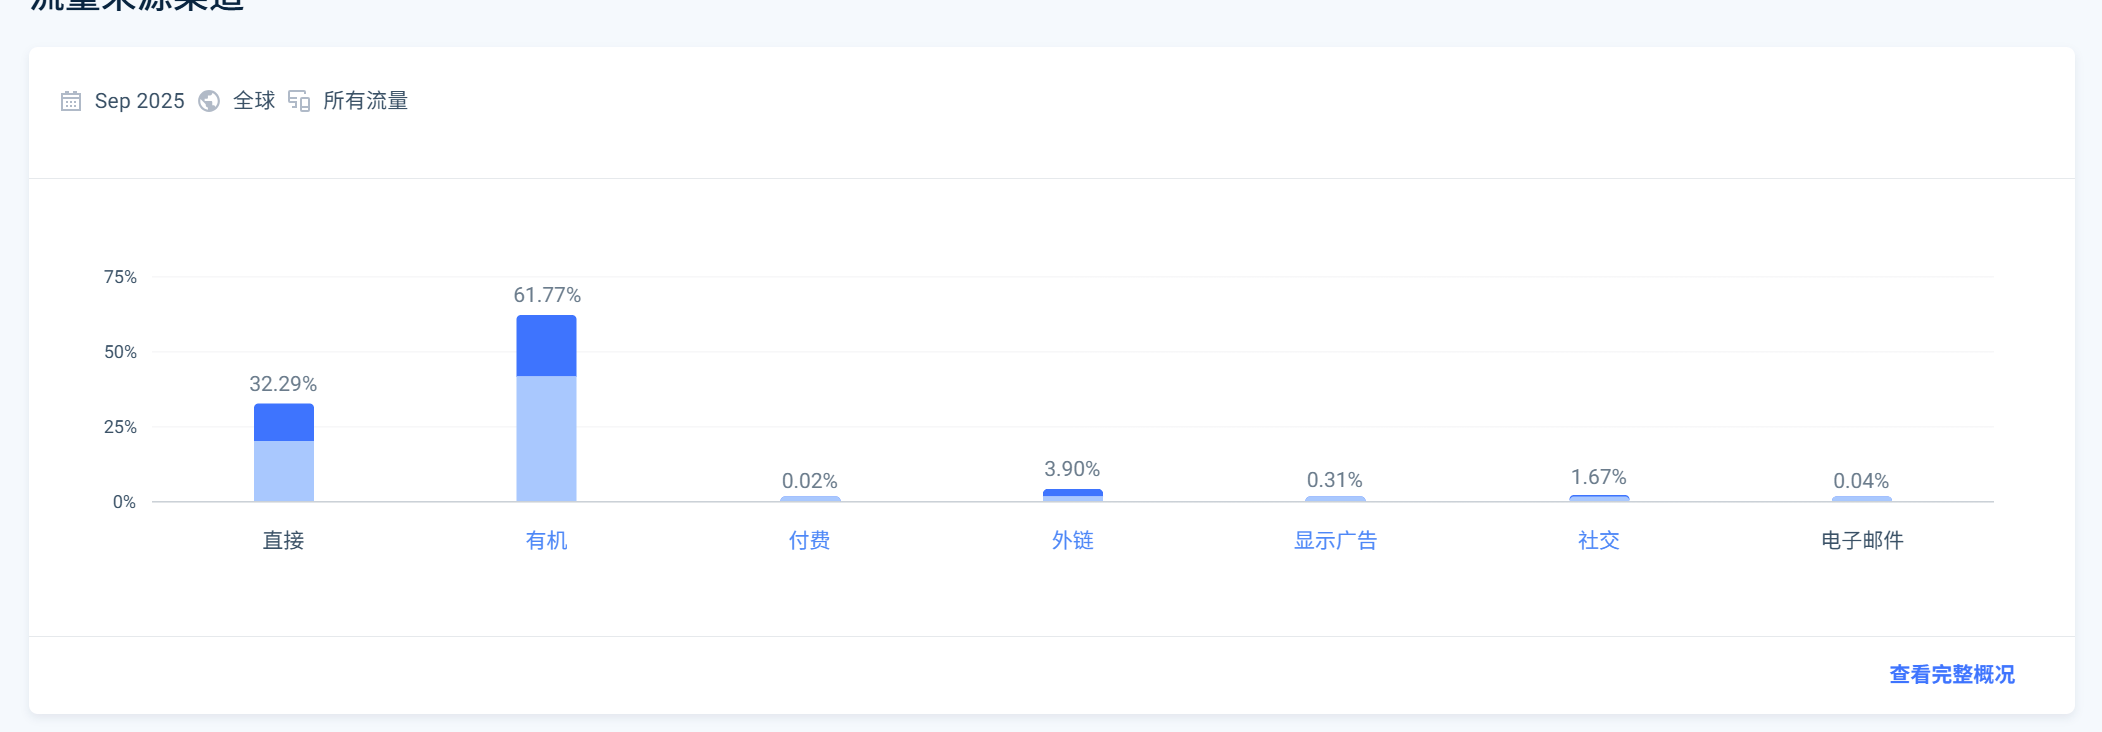 流量来源渠道
Sep 2025 全球 所有流量
75%
61.77%
50%
32.29%
25%
3.90%
1.67%
0.02%
0.31%
0.04%
0%
直接 有机 付费 外链 显示广告 社交 电子邮件
查看完整概况